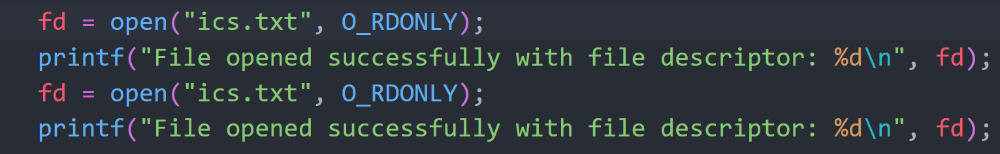 fd = open("ics.txt", O_RDONLY);
printf("File opened successfully with file descriptor: %d\n", fd);
fd = open("ics.txt", O_RDONLY);
printf("File opened successfully with file descriptor: %d\n", fd);